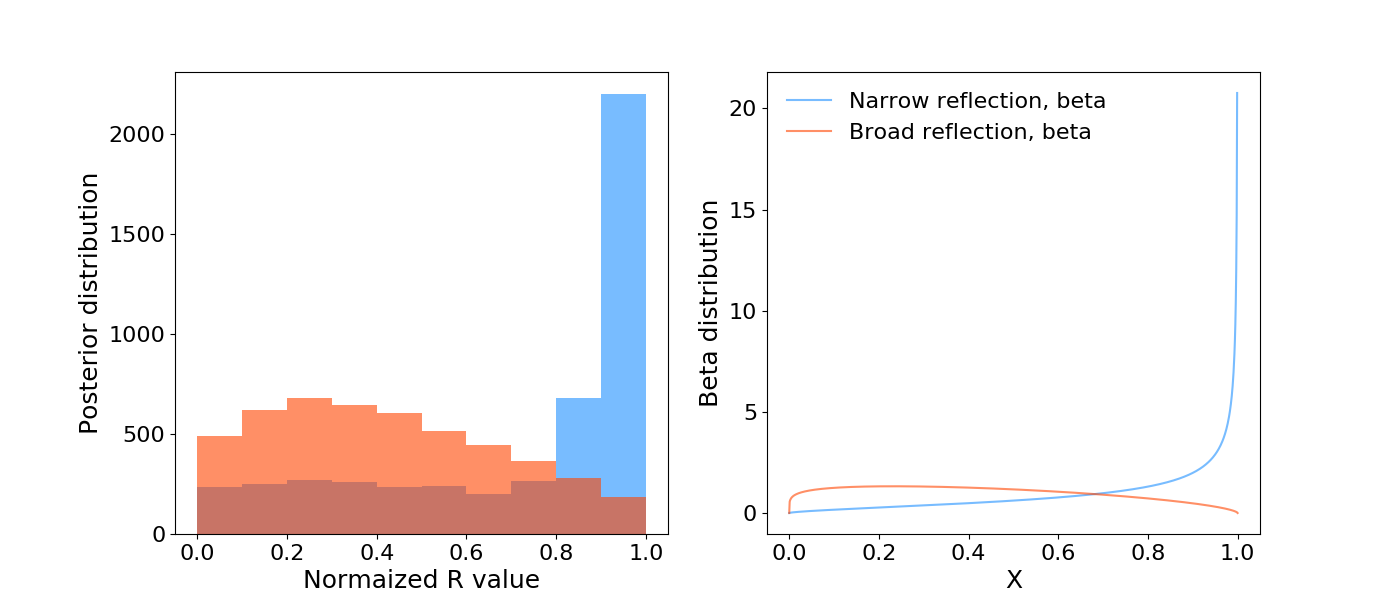 Posterior distribution
2000
1500
1000
500
0
0.0 0.2 0.4 0.6 0.8 1.0
Normaized R value
Beta distribution
20
15
10
5
0
Narrow reflection, beta
Broad reflection, beta
0.0 0.2 0.4 0.6 0.8 1.0
X